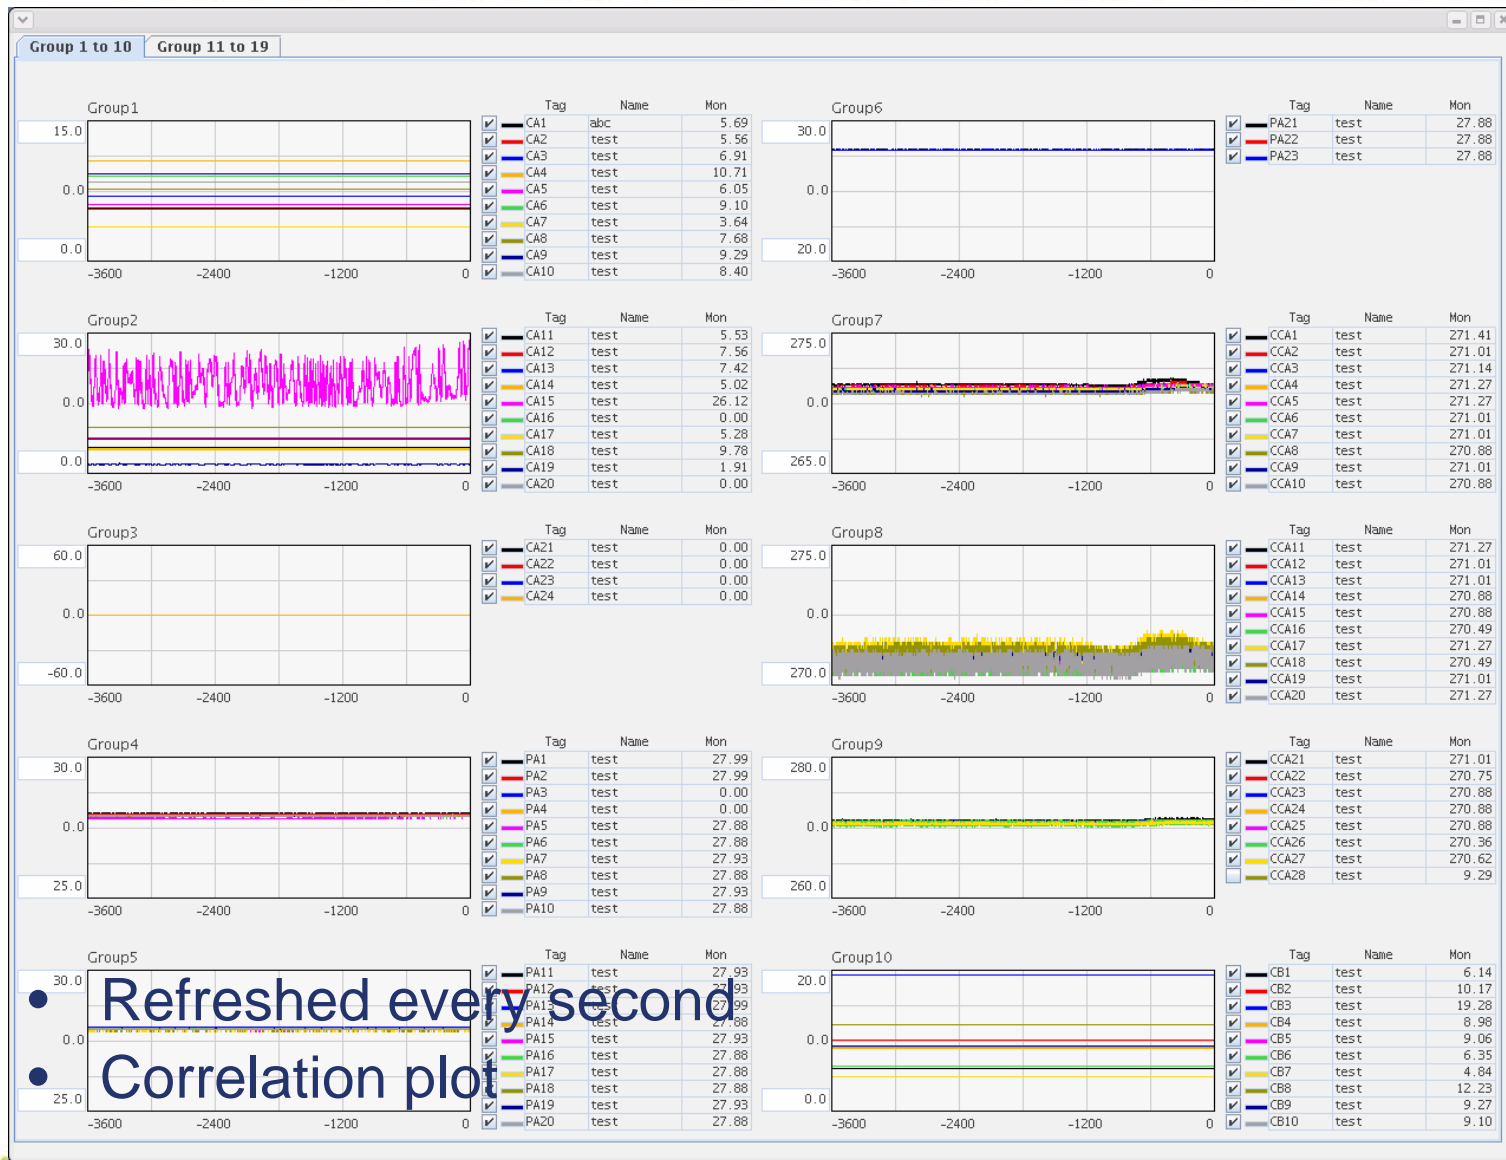 Group 1 to 10 Group 11 to 19
Group1
15.0
0.0
0.0
-3600 -2400 -1200 0
Tag Name Mon
CA1 abc 5.69
CA2 test 5.56
CA3 test 6.91
CA4 test 10.71
CA5 test 6.05
CA6 test 9.10
CA7 test 3.64
CA8 test 7.68
CA9 test 9.29
CA10 test 8.40
Group2
30.0
0.0
0.0
-3600 -2400 -1200 0
Tag Name Mon
CA11 test 5.53
CA12 test 7.56
CA13 test 7.42
CA14 test 5.02
CA15 test 26.12
CA16 test 0.00
CA17 test 5.28
CA18 test 9.78
CA19 test 1.91
CA20 test 0.00
Group3
60.0
0.0
-60.0
-3600 -2400 -1200 0
Tag Name Mon
CA21 test 0.00
CA22 test 0.00
CA23 test 0.00
CA24 test 0.00
Group4
30.0
0.0
25.0
-3600 -2400 -1200 0
Tag Name Mon
PA1 test 27.99
PA2 test 27.99
PA3 test 0.00
PA4 test 0.00
PA5 test 27.88
PA6 test 27.88
PA7 test 27.93
PA8 test 27.88
PA9 test 27.93
PA10 test 27.88
Group5
30.0
0.0
25.0
-3600 -2400 -1200 0
Tag Name Mon
PA11 test 27.93
PA12 test 27.93
PA13 test 27.99
PA14 test 27.88
PA15 test 27.93
PA16 test 27.88
PA17 test 27.88
PA18 test 27.88
PA19 test 27.93
PA20 test 27.88
• Refreshed every second
• Correlation plot
Group6
30.0
0.0
20.0
-3600 -2400 -1200 0
Tag Name Mon
PA21 test 27.88
PA22 test 27.88
PA23 test 27.88
Group7
275.0
0.0
265.0
-3600 -2400 -1200 0
Tag Name Mon
CCA1 test 271.41
CCA2 test 271.01
CCA3 test 271.14
CCA4 test 271.27
CCA5 test 271.27
CCA6 test 271.01
CCA7 test 271.01
CCA8 test 270.88
CCA9 test 271.01
CCA10 test 270.88
Group8
275.0
0.0
270.0
-3600 -2400 -1200 0
Tag Name Mon
CCA11 test 271.27
CCA12 test 271.01
CCA13 test 271.01
CCA14 test 270.88
CCA15 test 270.88
CCA16 test 270.49
CCA17 test 271.27
CCA18 test 270.49
CCA19 test 271.01
CCA20 test 271.27
Group9
280.0
0.0
260.0
-3600 -2400 -1200 0
Tag Name Mon
CCA21 test 271.01
CCA22 test 270.75
CCA23 test 270.88
CCA24 test 270.88
CCA25 test 270.88
CCA26 test 270.36
CCA27 test 270.62
CCA28 test 9.29
Group10
20.0
0.0
0.0
-3600 -2400 -1200 0
Tag Name Mon
CB1 test 6.14
CB2 test 10.17
CB3 test 19.28
CB4 test 8.98
CB5 test 9.06
CB6 test 6.35
CB7 test 4.84
CB8 test 12.23
CB9 test 9.27
CB10 test 9.10